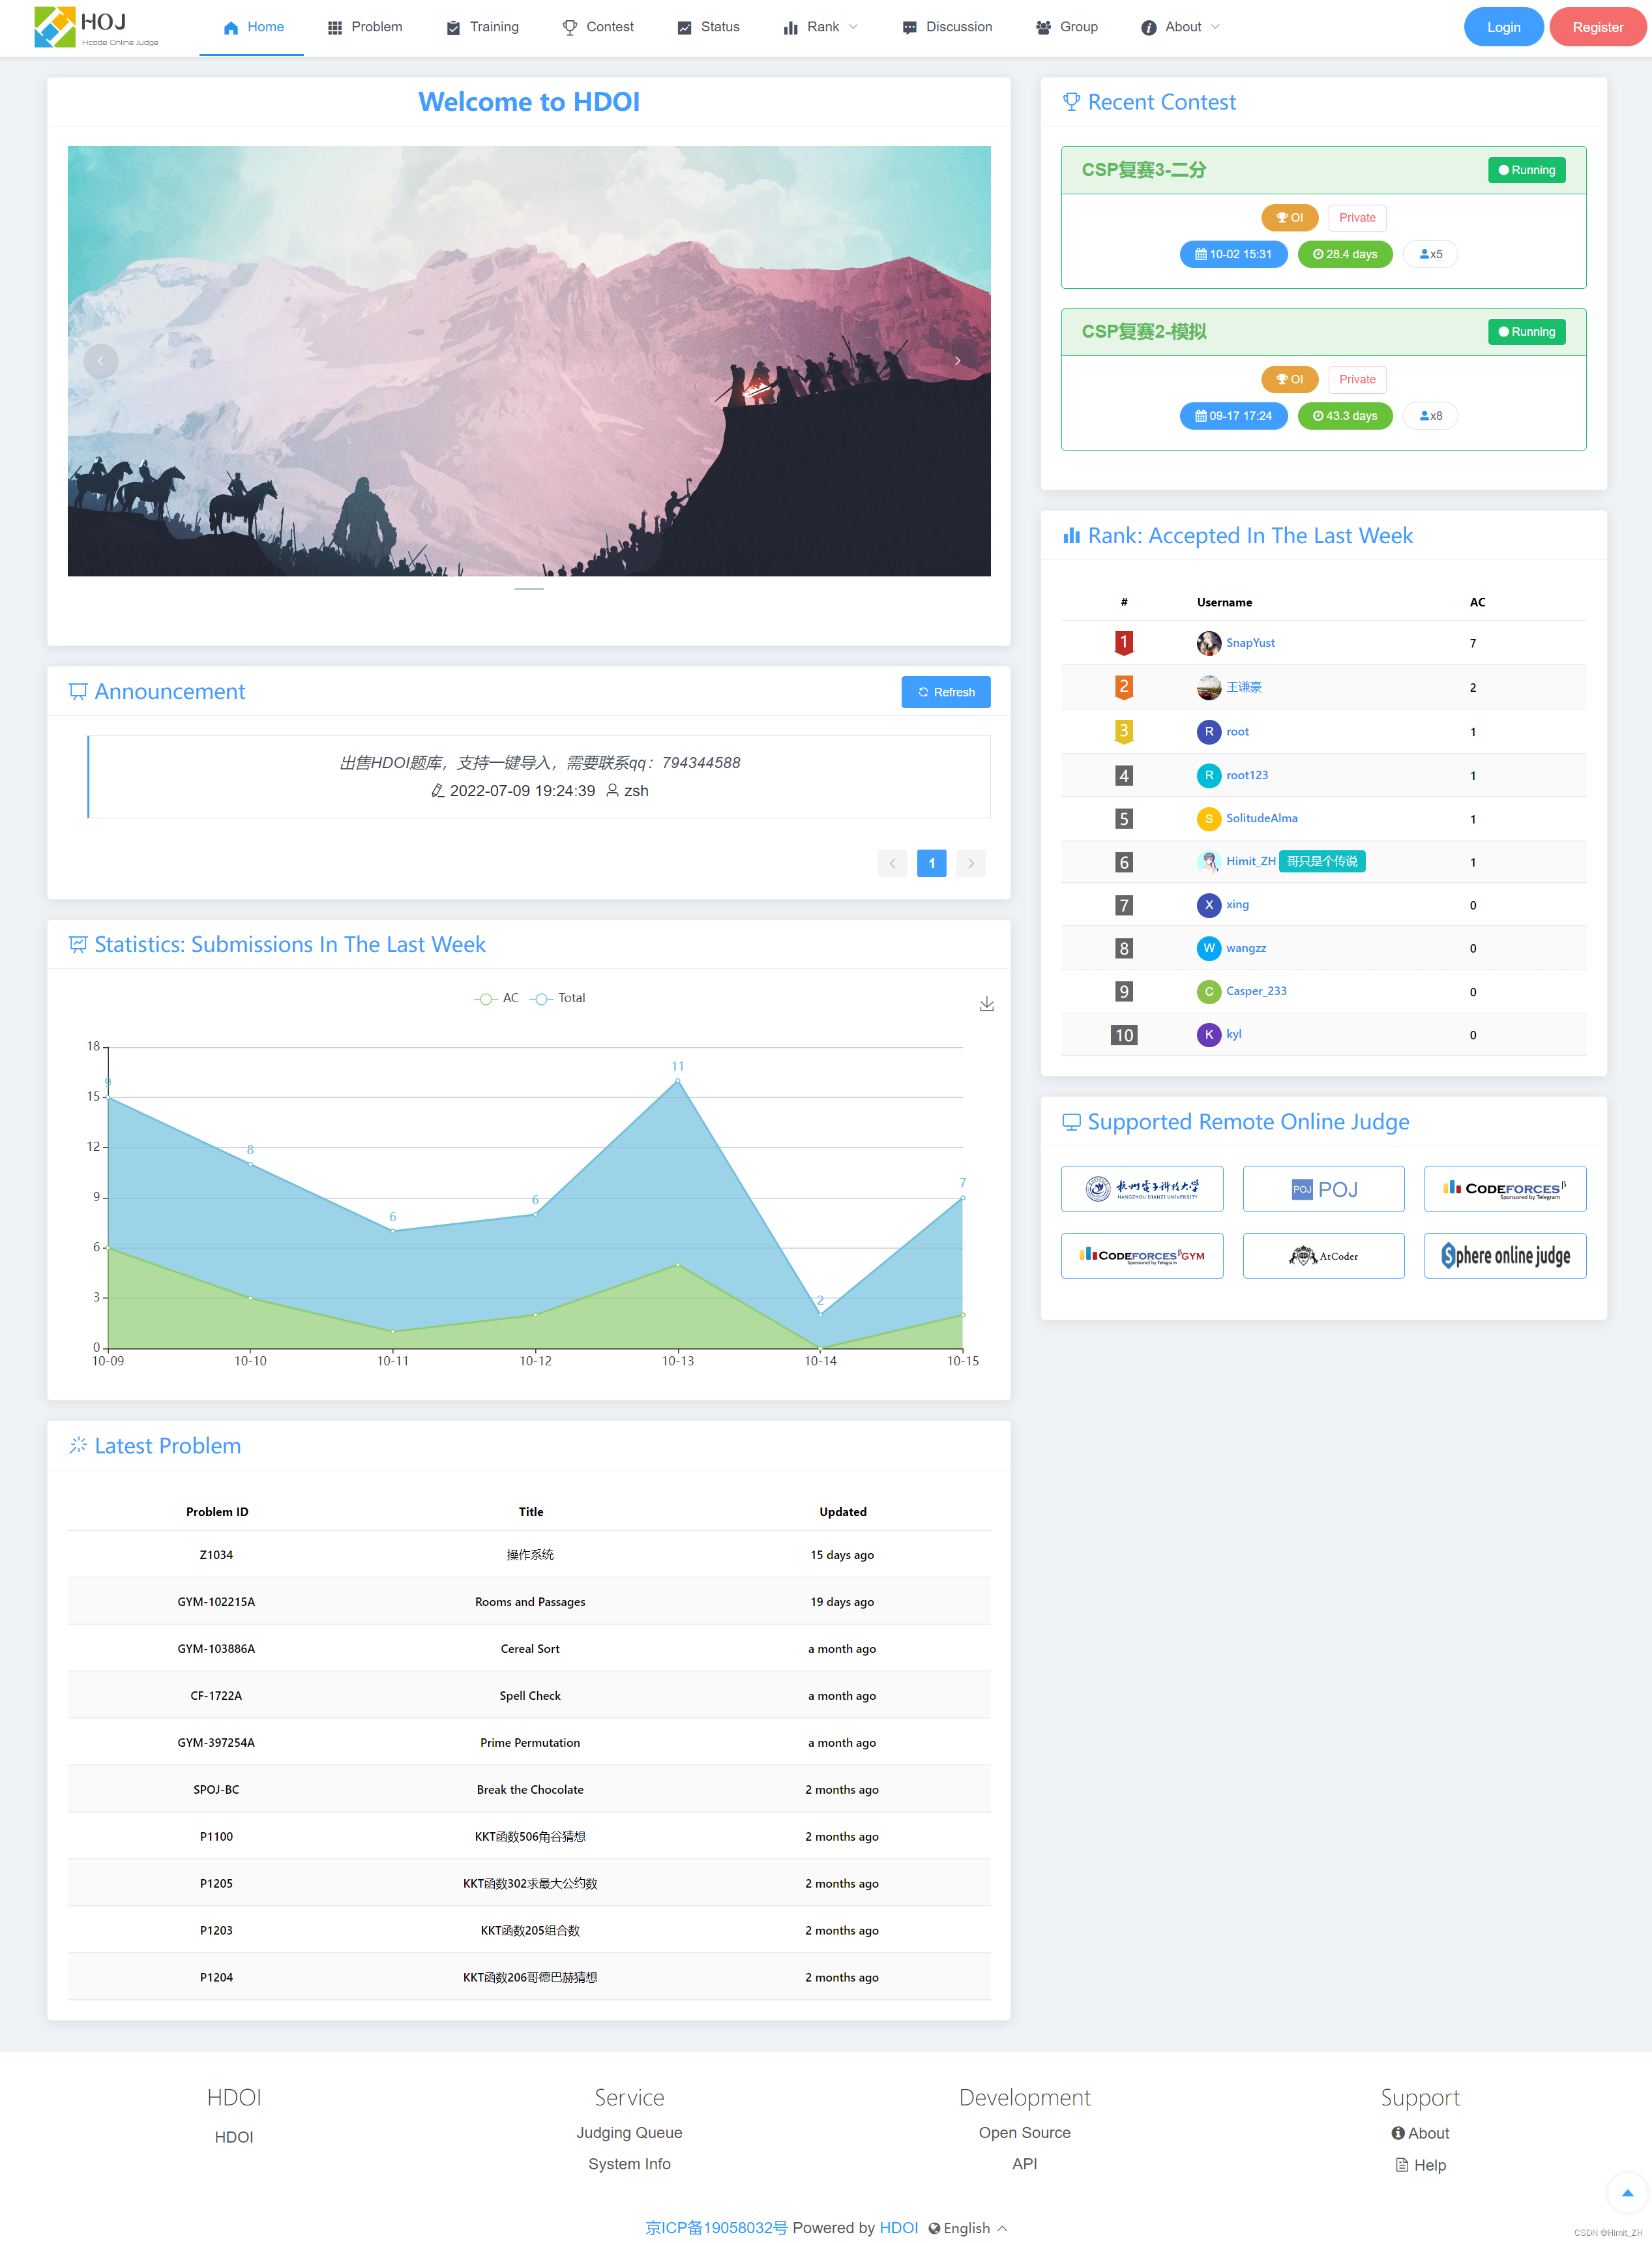 HOJ
Hcode Online Judge
Home
Problem
Training
Contest
Status
Rank
Discussion
Group
About
Login
Register
Welcome to HDOI
Announcement
Refresh
出售HDOI题库，支持一键导入，需要联系qq：794344588
2022-07-09 19:24:39 zsh
1
Statistics: Submissions In The Last Week
AC Total
18
15
12
9
6
3
0
9
8
6
6
11
2
7
10-09 10-10 10-11 10-12 10-13 10-14 10-15
Latest Problem
Problem ID Title Updated
Z1034 操作系统 15 days ago
GYM-102215A Rooms and Passages 19 days ago
GYM-103886A Cereal Sort a month ago
CF-1722A Spell Check a month ago
GYM-397254A Prime Permutation a month ago
SPOJ-BC Break the Chocolate 2 months ago
P1100 KKT函数506角谷猜想 2 months ago
P1205 KKT函数302求最大公约数 2 months ago
P1203 KKT函数205组合数 2 months ago
P1204 KKT函数206哥德巴赫猜想 2 months ago
Recent Contest
CSP复赛3-二分 Running
OI Private
10-02 15:31 28.4 days x5
CSP复赛2-模拟 Running
OI Private
09-17 17:24 43.3 days x8
Rank: Accepted In The Last Week
# Username AC
1 SnapYust 7
2 王谦豪 2
3 R root 1
4 R root123 1
5 S SolitudeAlma 1
6 Himit_ZH 哥只是个传说 1
7 X xing 0
8 W wangzz 0
9 C Casper_233 0
10 K kyl 0
Supported Remote Online Judge
杭州电子科技大学
HANGZHOU DIANZI UNIVERSITY
POJ POJ
CODEFORCES β
Sponsored by Telegram
CODEFORCES β GYM
Sponsored by Telegram
AtCoder
Sphere online judge
HDOI
HDOI
Service
Judging Queue
System Info
Development
Open Source
API
Support
About
Help
京ICP备19058032号 Powered by HDOI English
CSDN @Himit_ZH